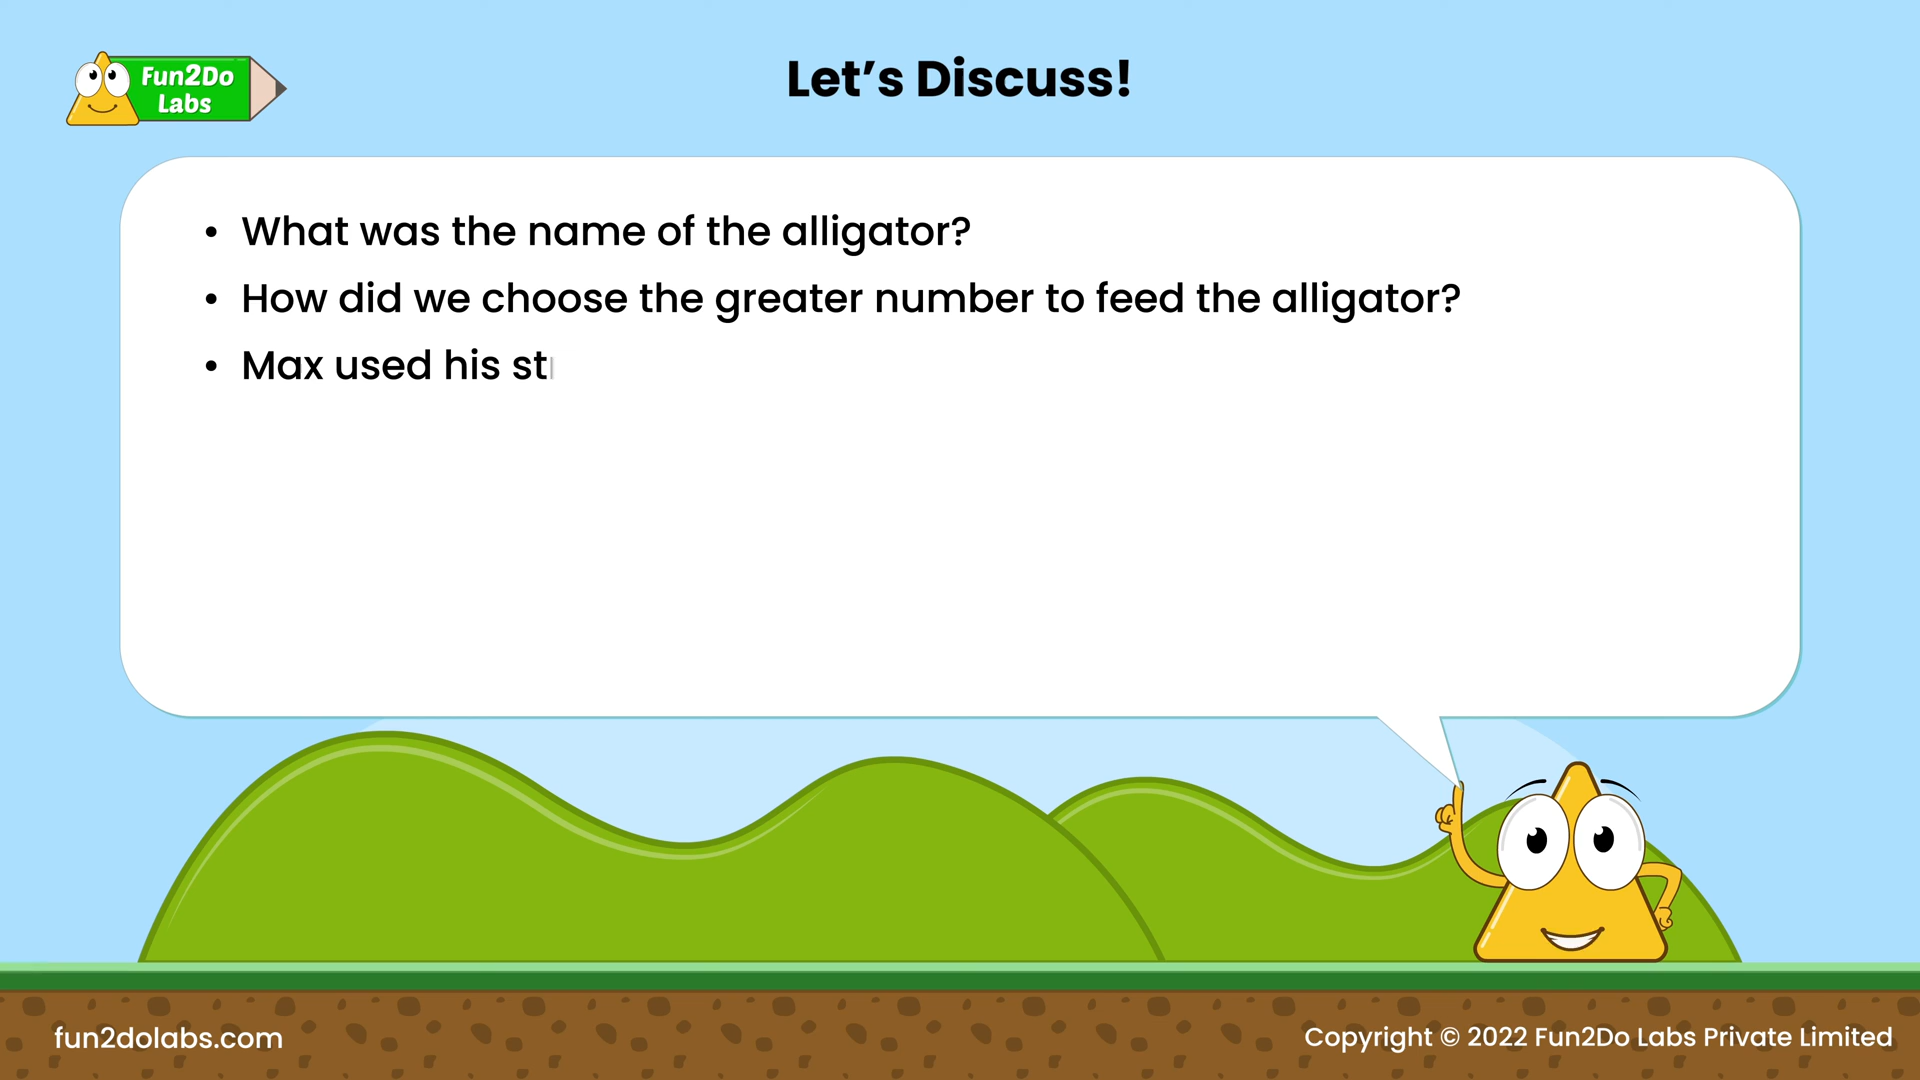 Fun2Do
Labs
Let’s Discuss!
• What was the name of the alligator?
• How did we choose the greater number to feed the alligator?
• Max used his st
fun2dolabs.com
Copyright © 2022 Fun2Do Labs Private Limited